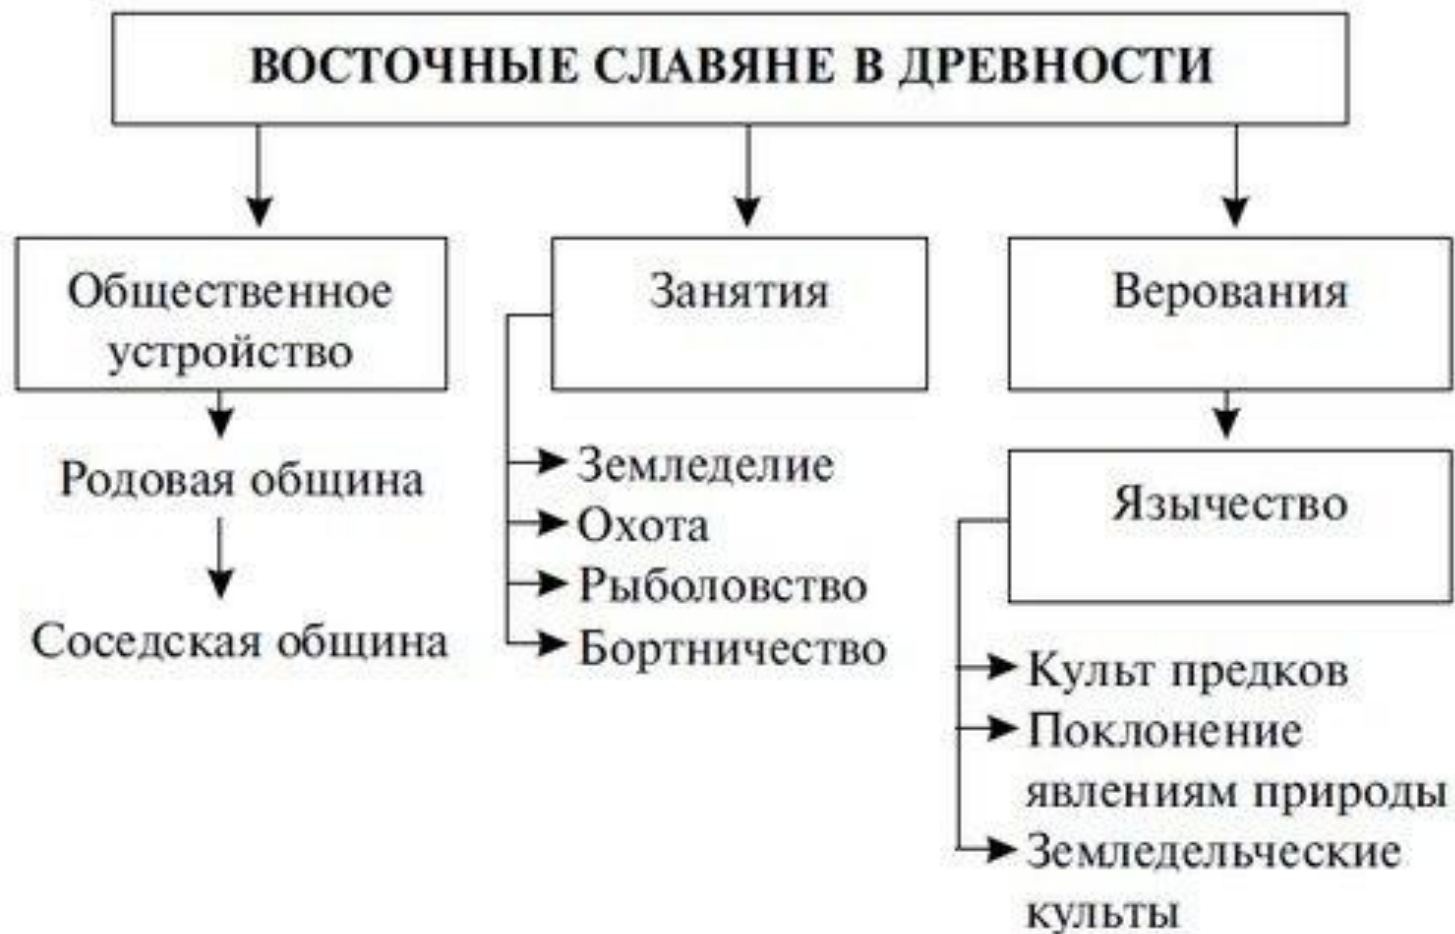 ВОСТОЧНЫЕ СЛАВЯНЕ В ДРЕВНОСТИ
Общественное
устройство
Родовая община
Соседская община
Занятия
Земледелие
Охота
Рыболовство
Бортничество
Верования
Язычество
Культ предков
Поклонение
явлениям природы
Земледельческие
культы